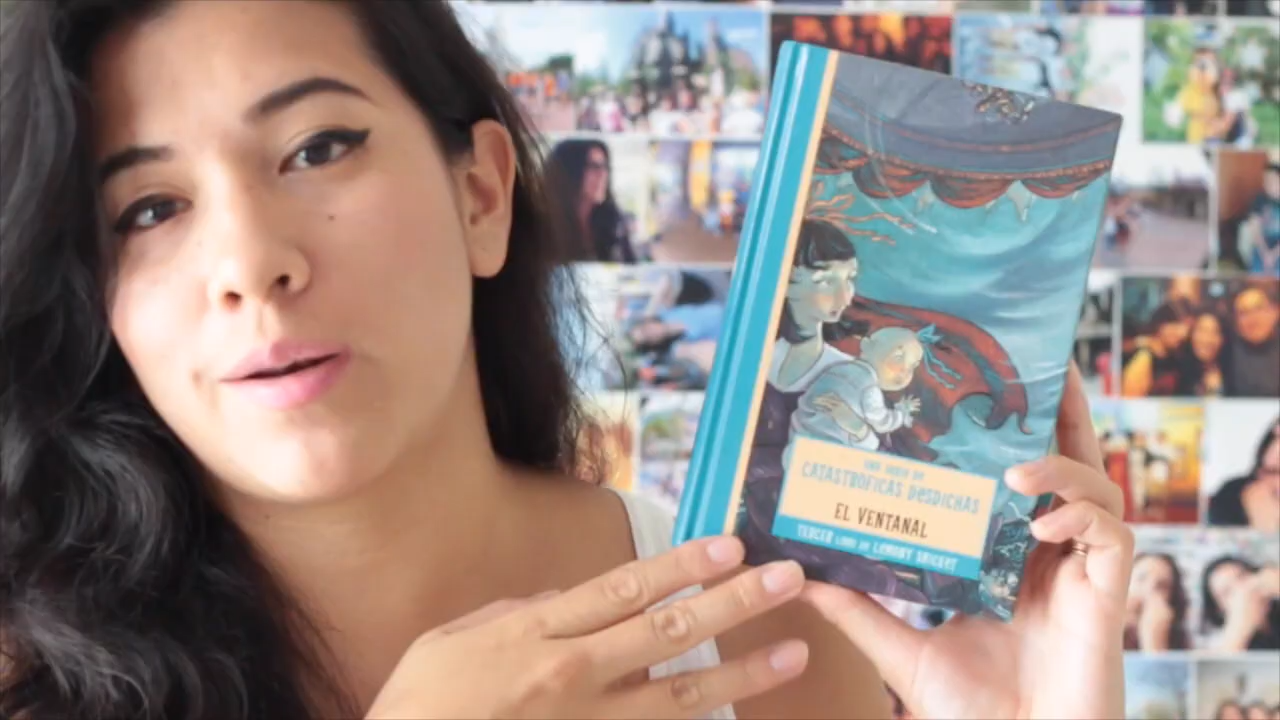 UNA SERIE DE
CATASTRÓFICAS DESDICHAS
EL VENTANAL
TERCER LIBRO DE LEMONY SNICKET